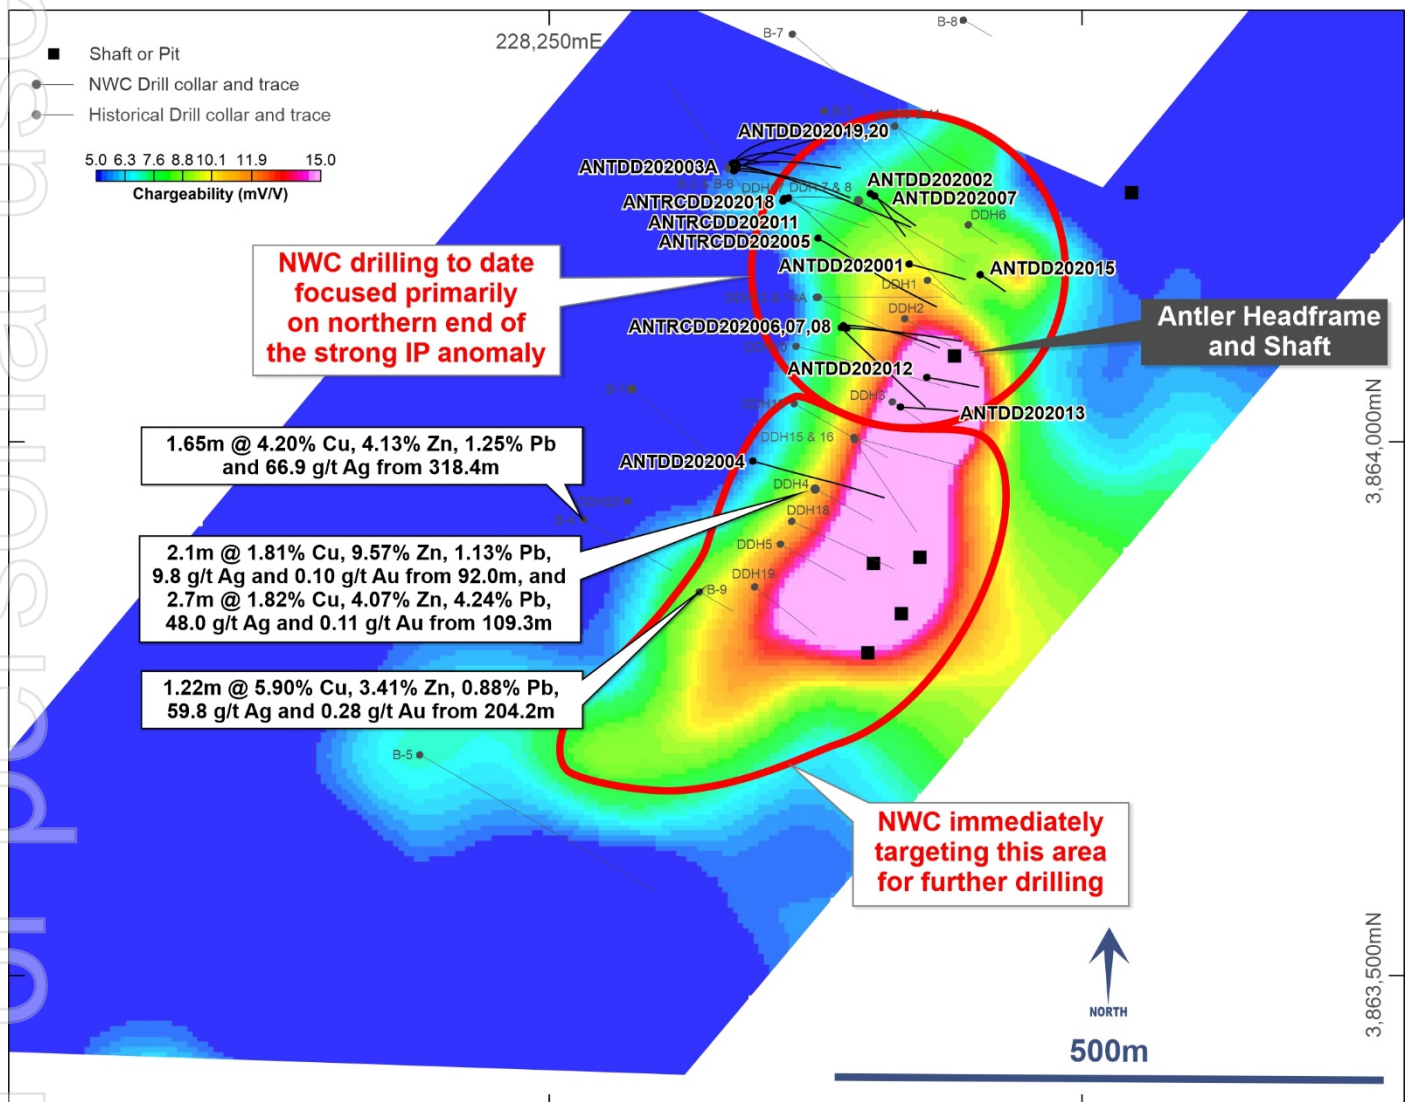 228,250mE
B-7
B-8
Shaft or Pit
NWC Drill collar and trace
Historical Drill collar and trace
5.0 6.3 7.6 8.8 10.1 11.9 15.0
Chargeability (mV/V)
ANTDD202019,20
ANTDD202003A
B-6
DDH 7 & 8
ANTDD202002
ANTRCDD202018
ANTDD202007
ANTRCDD202011
DDH6
ANTRCDD202005
ANTDD202001
ANTDD202015
DDH1
NWC drilling to date
focused primarily
on northern end of
the strong IP anomaly
DDH2
ANTRCDD202006,07,08
Antler Headframe
and Shaft
ANTDD202012
DDH3
ANTDD202013
DDH15 & 16
3,864,000mN
1.65m @ 4.20% Cu, 4.13% Zn, 1.25% Pb
and 66.9 g/t Ag from 318.4m
ANTDD202004
DDH4
DDH18
2.1m @ 1.81% Cu, 9.57% Zn, 1.13% Pb,
9.8 g/t Ag and 0.10 g/t Au from 92.0m, and
2.7m @ 1.82% Cu, 4.07% Zn, 4.24% Pb,
48.0 g/t Ag and 0.11 g/t Au from 109.3m
DDH5
DDH19
B-9
1.22m @ 5.90% Cu, 3.41% Zn, 0.88% Pb,
59.8 g/t Ag and 0.28 g/t Au from 204.2m
B-5
NWC immediately
targeting this area
for further drilling
NORTH
500m
3,863,500mN
or personal use